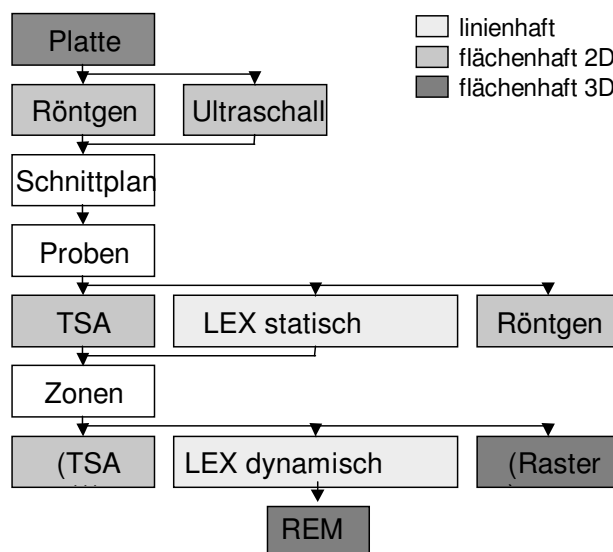 Platte
linienhaft
flächenhaft 2D
flächenhaft 3D
Röntgen
Ultraschall
Schnittplan
Proben
TSA
LEX statisch
Röntgen
Zonen
(TSA
LEX dynamisch
(Raster
REM